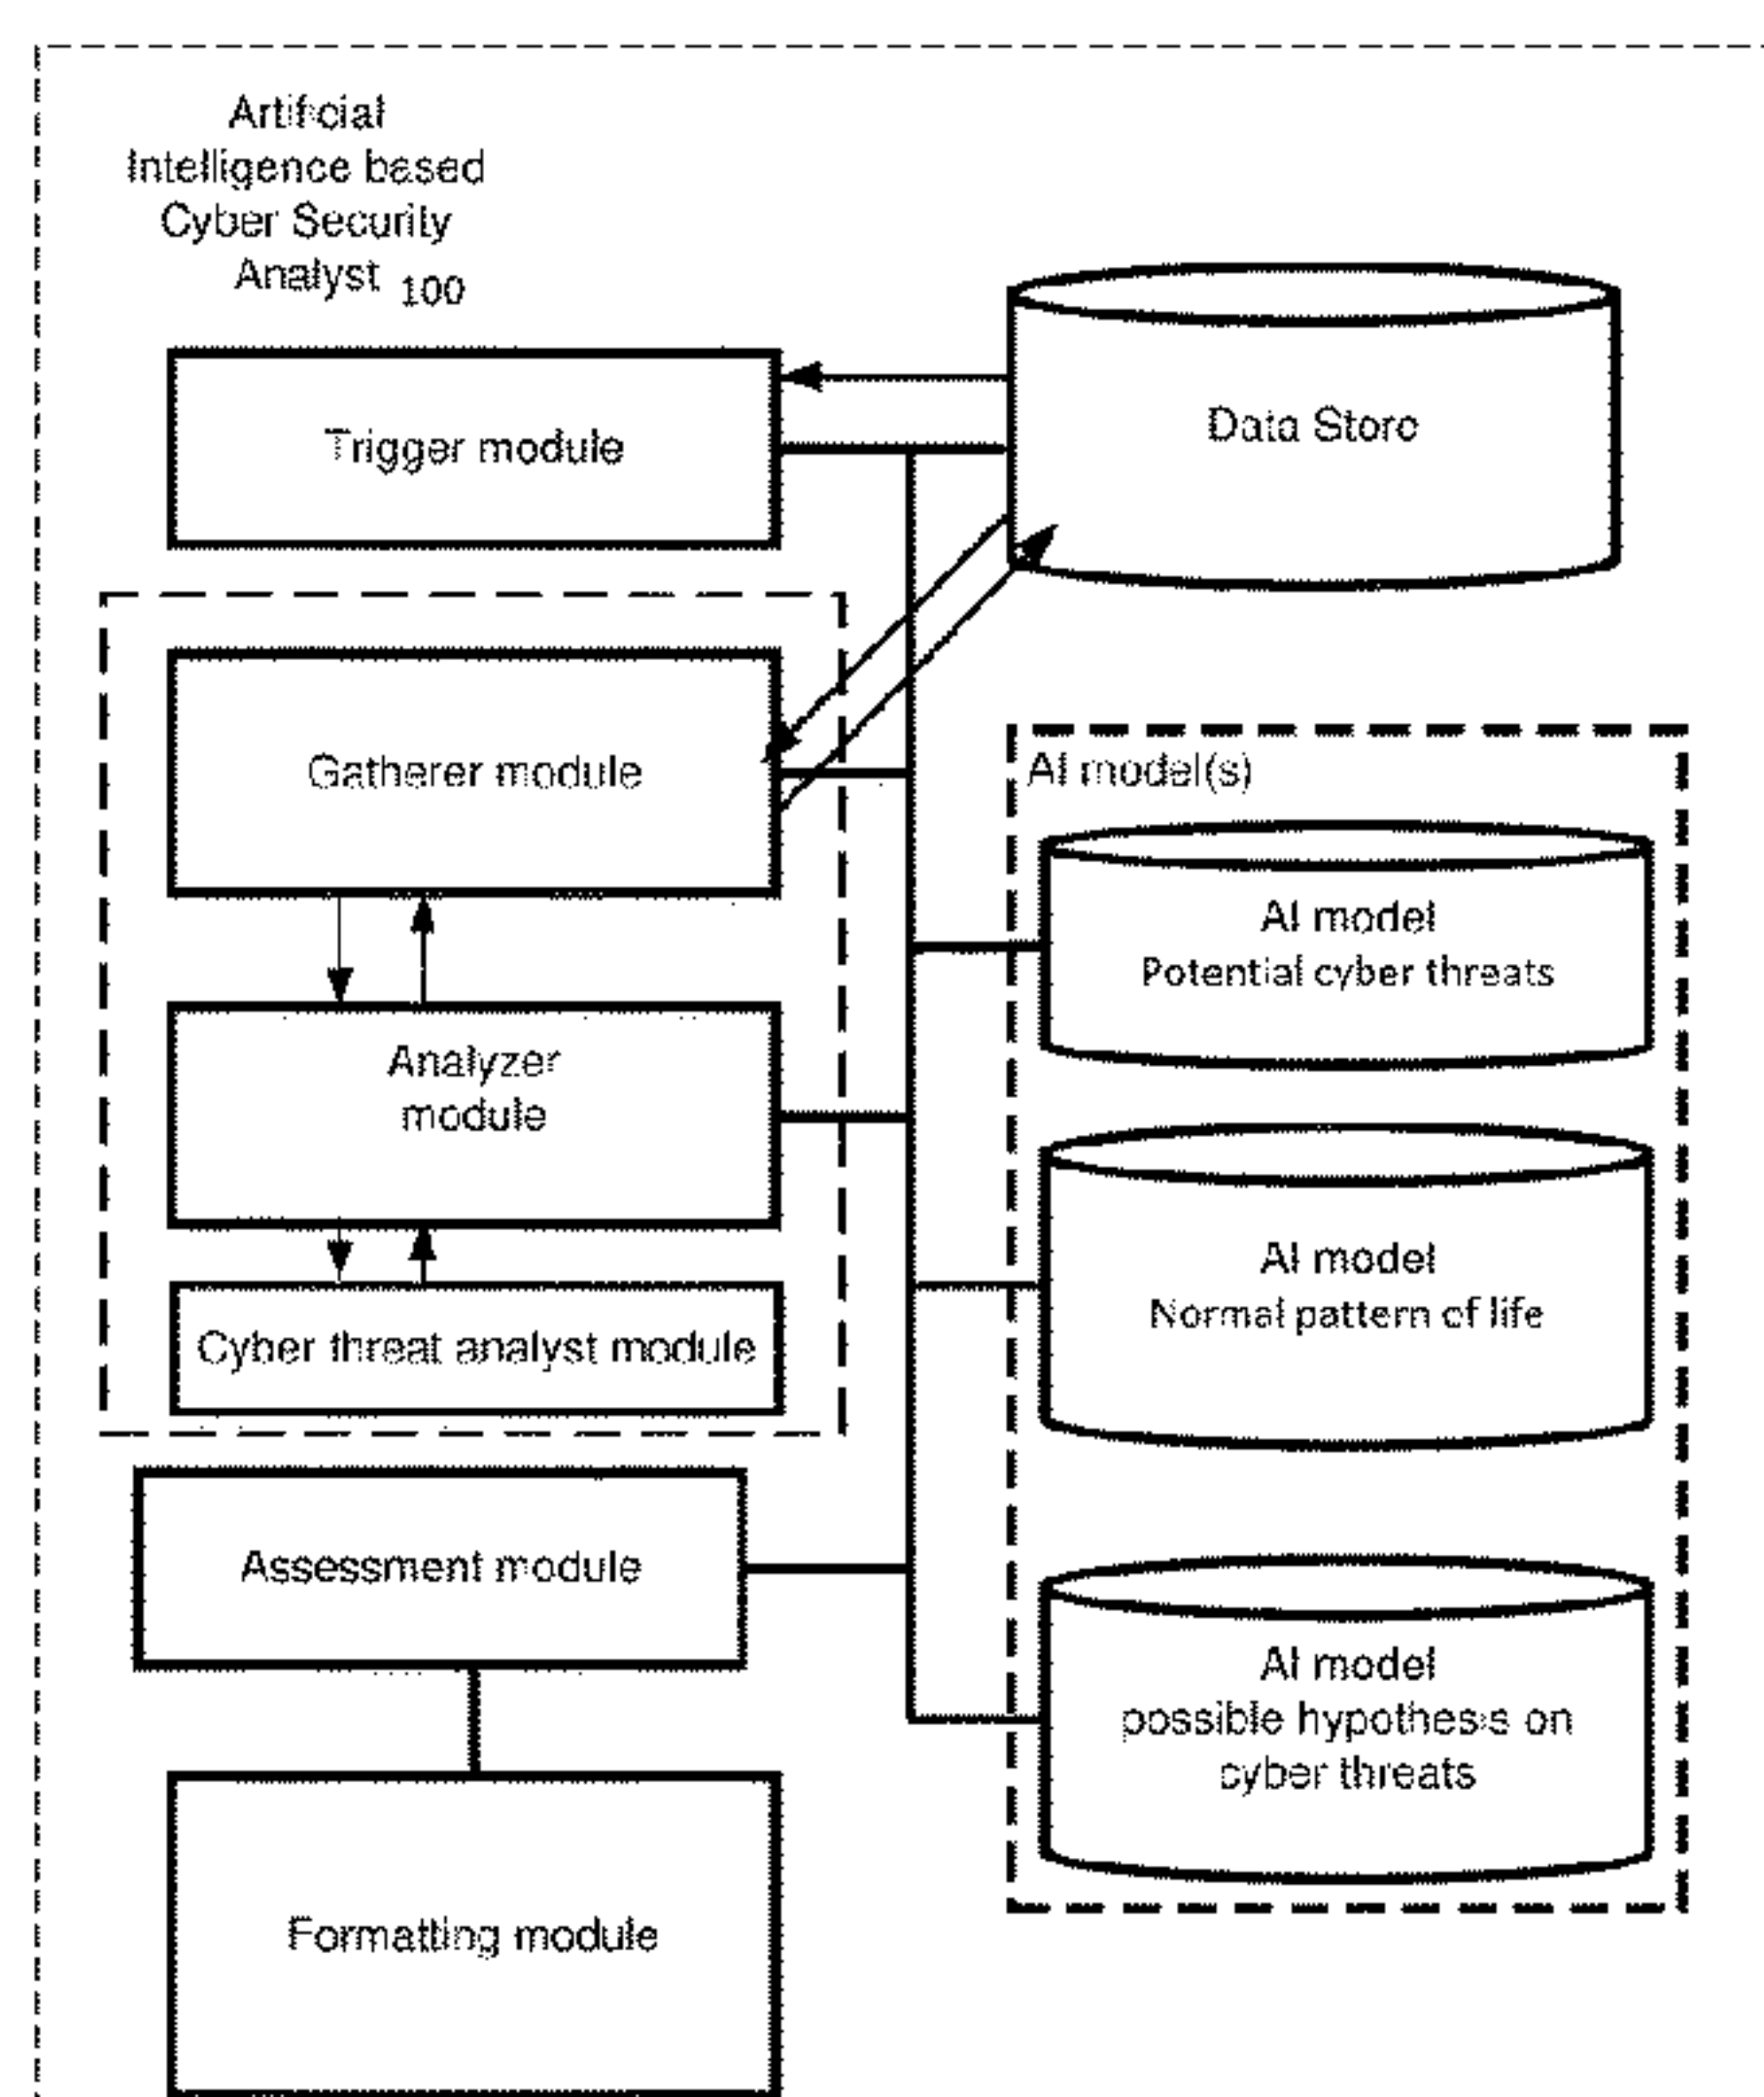 Artificial
Intelligence based
Cyber Security
Analyst 100
Trigger module
Data Store
Gatherer module
AI model(s)
AI model
Potential cyber threats
Analyzer
module
AI model
Normal pattern of life
Cyber threat analyst module
Assessment module
AI model
possible hypothesis on
cyber threats
Formatting module